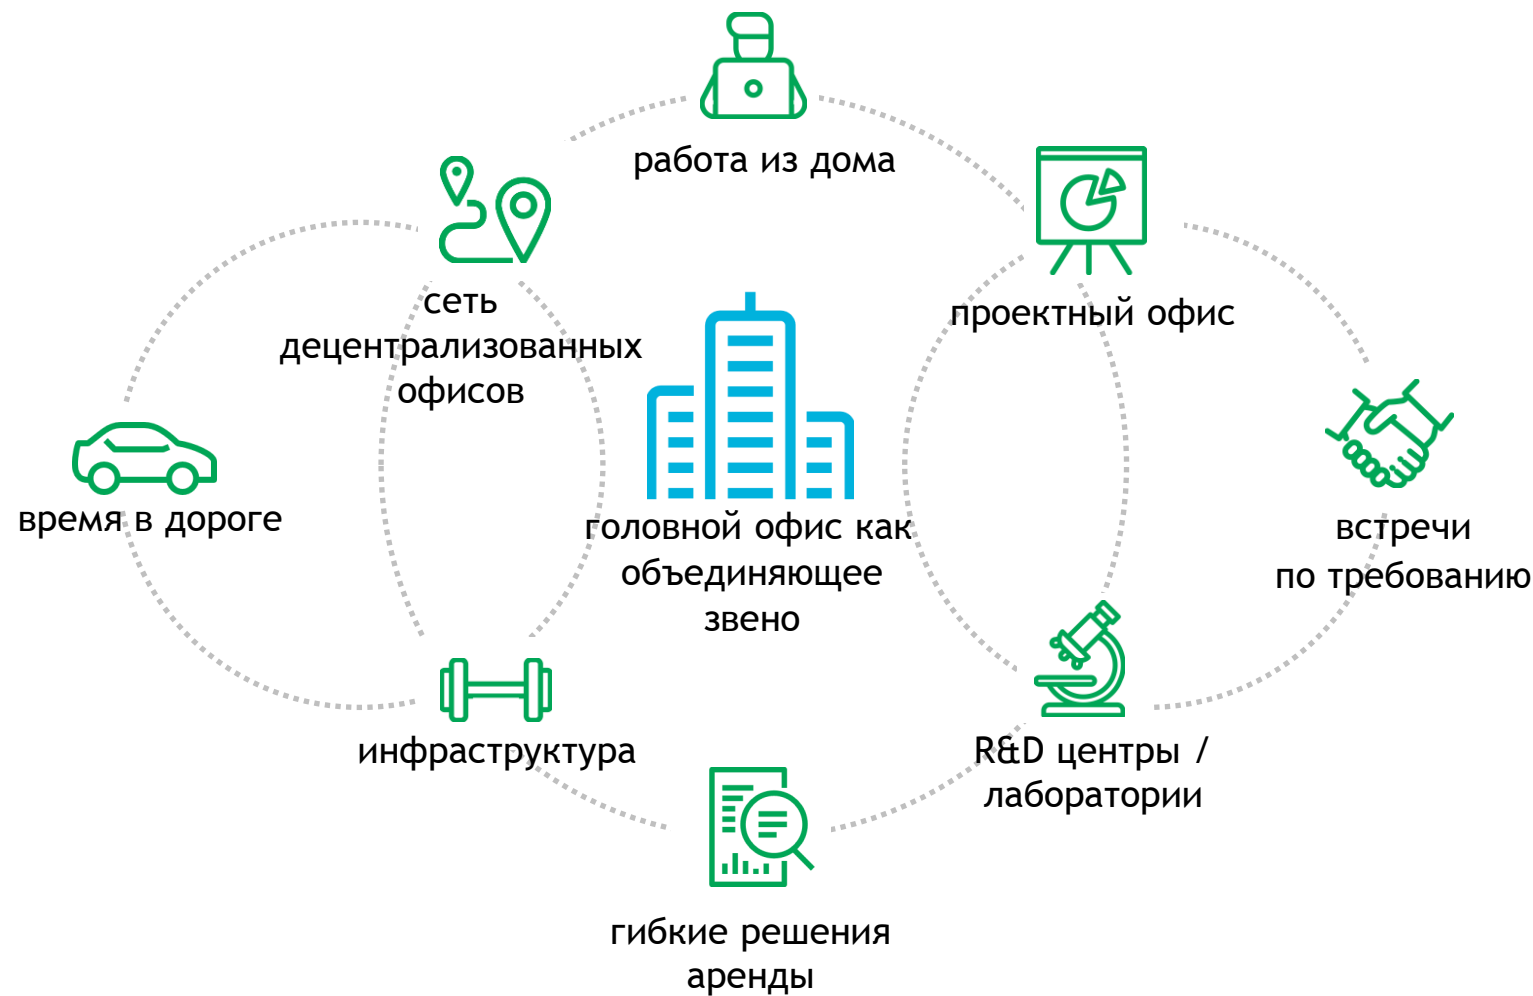 работа из дома
сеть
децентрализованных
офисов
проектный офис
время в дороге
головной офис как
объединяющее
звено
встречи
по требованию
инфраструктура
R&D центры /
лаборатории
гибкие решения
аренды